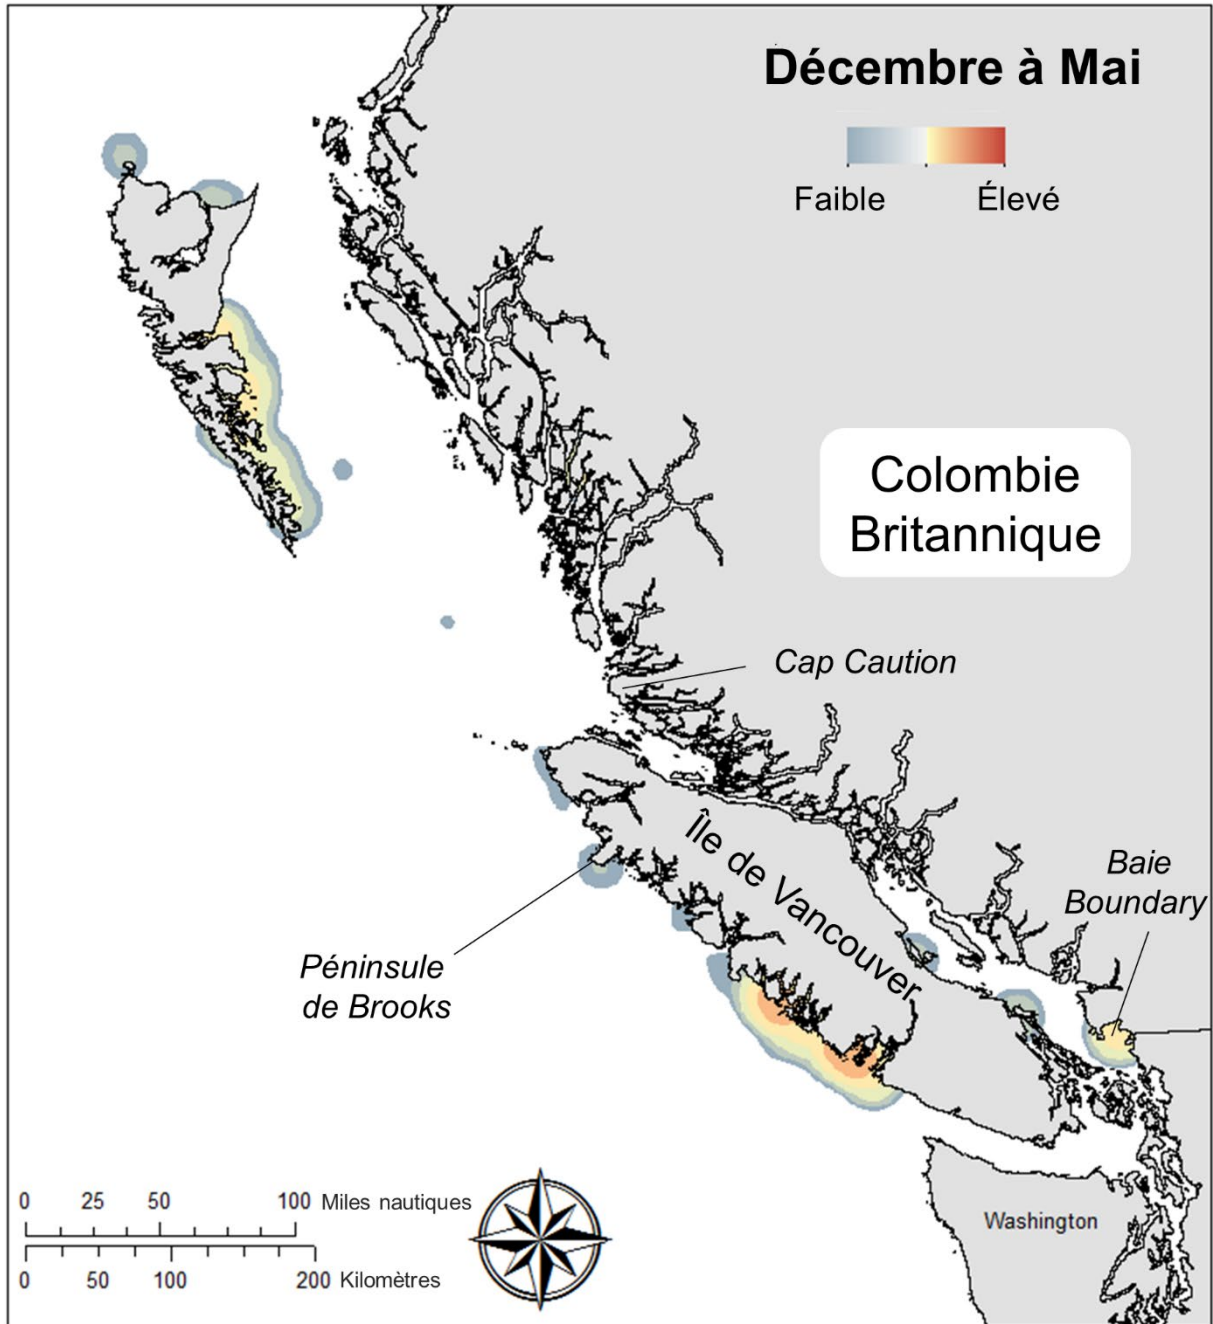 Décembre à Mai
Faible Élevé
Colombie
Britannique
Cap Caution
Île de Vancouver
Baie
Boundary
Péninsule
de Brooks
0 25 50 100 Miles nautiques
0 50 100 200 Kilomètres
Washington